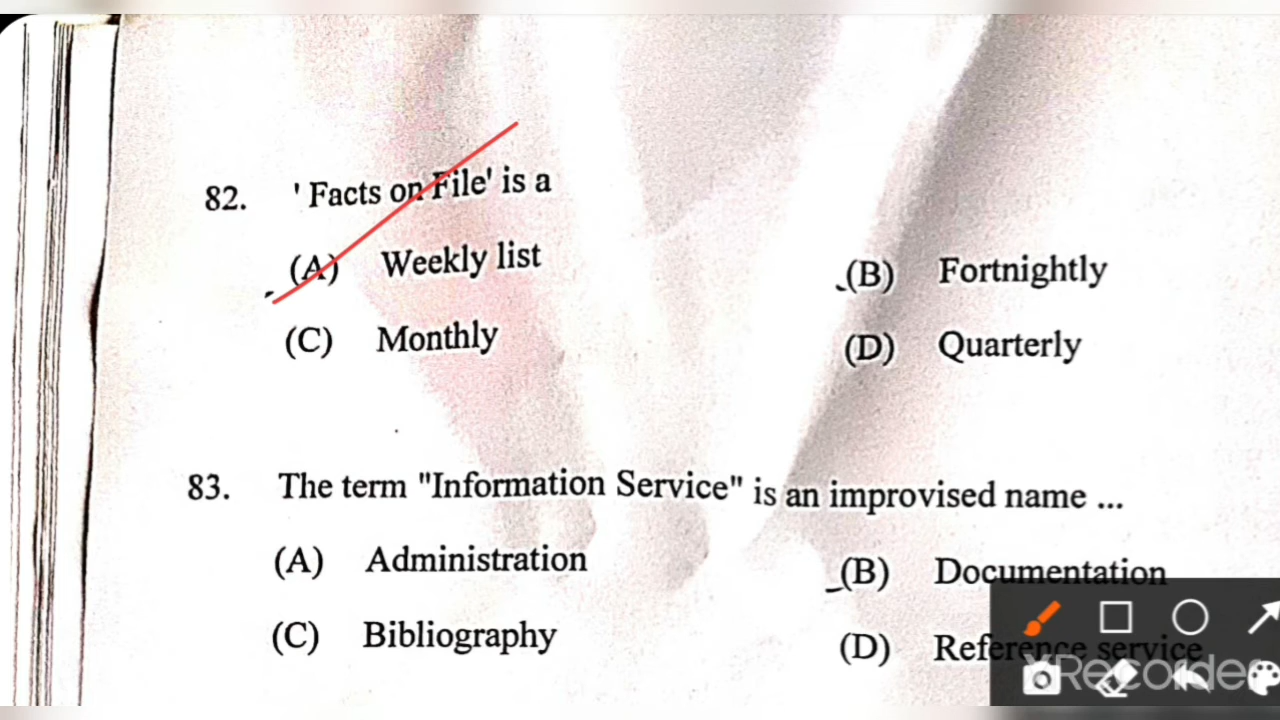 82. ' Facts on File' is a
(A) Weekly list (B) Fortnightly
(C) Monthly (D) Quarterly
83. The term "Information Service" is an improvised name ...
(A) Administration (B) Documentation
(C) Bibliography (D) Reference service
XRecorder